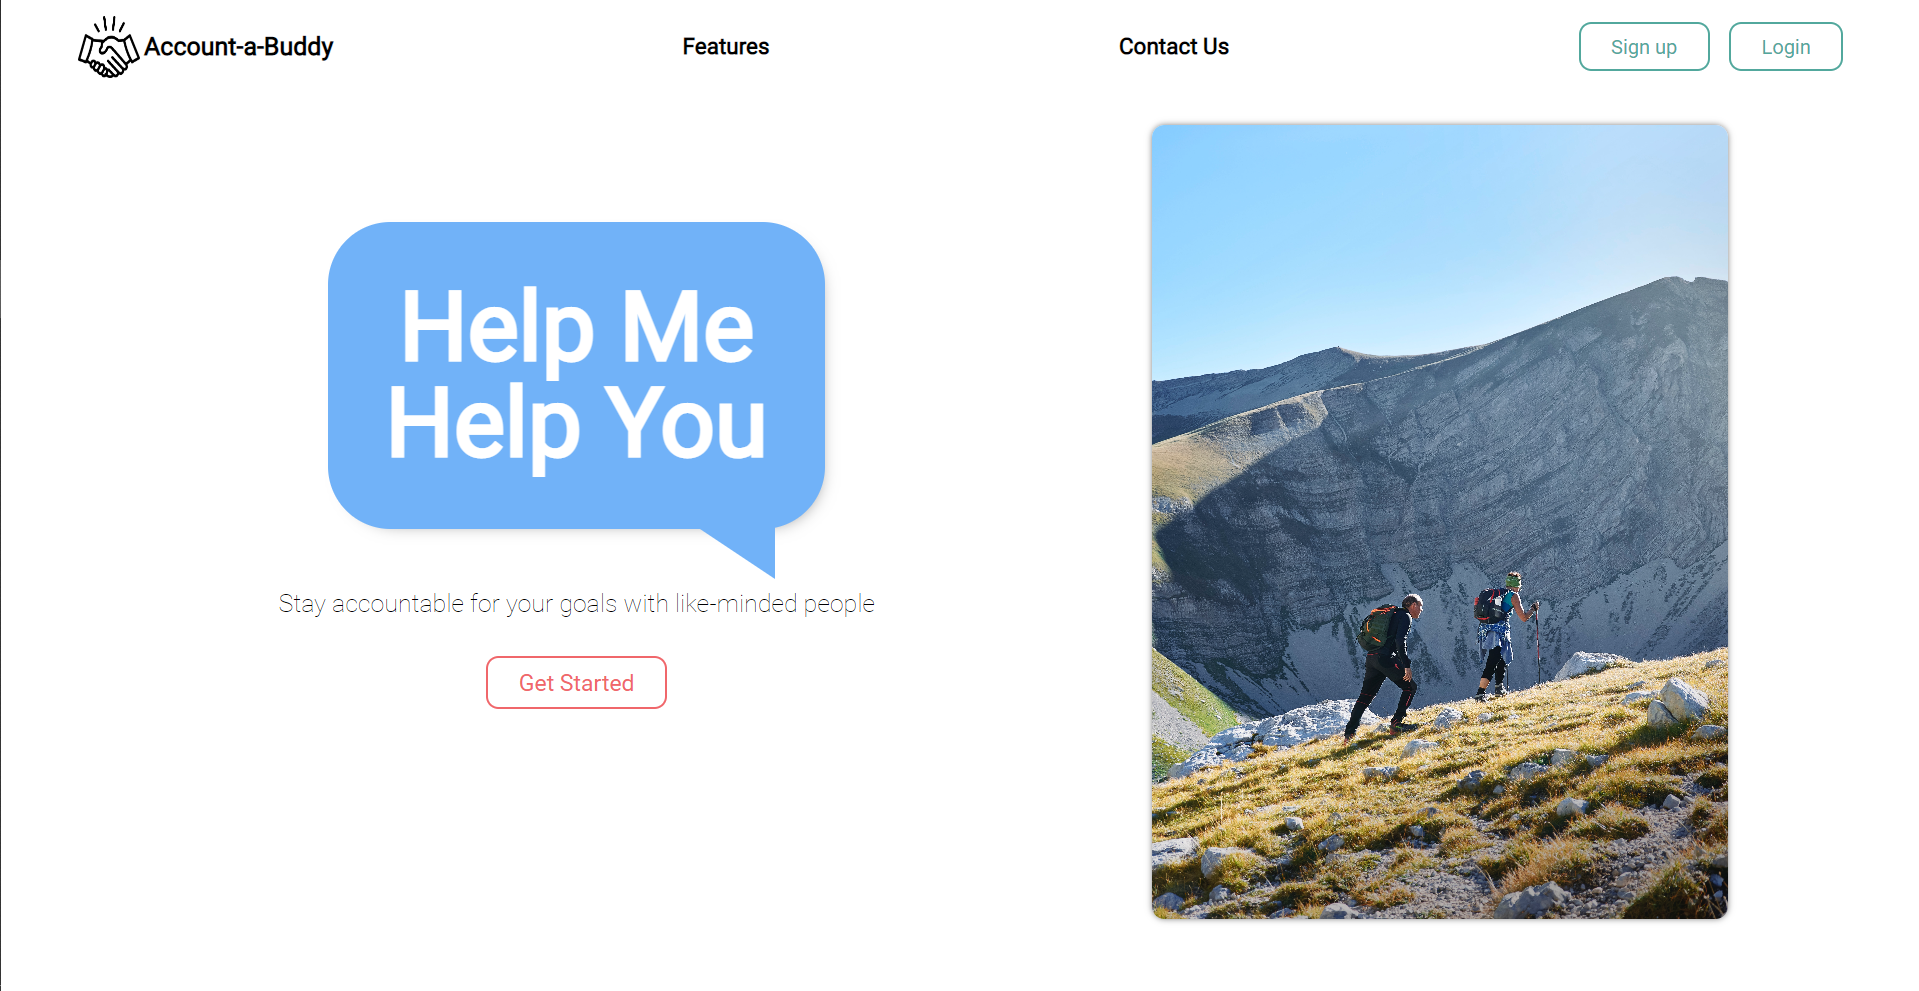 Account-a-Buddy
Features
Contact Us
Sign up
Login
Help Me
Help You
Stay accountable for your goals with like-minded people
Get Started